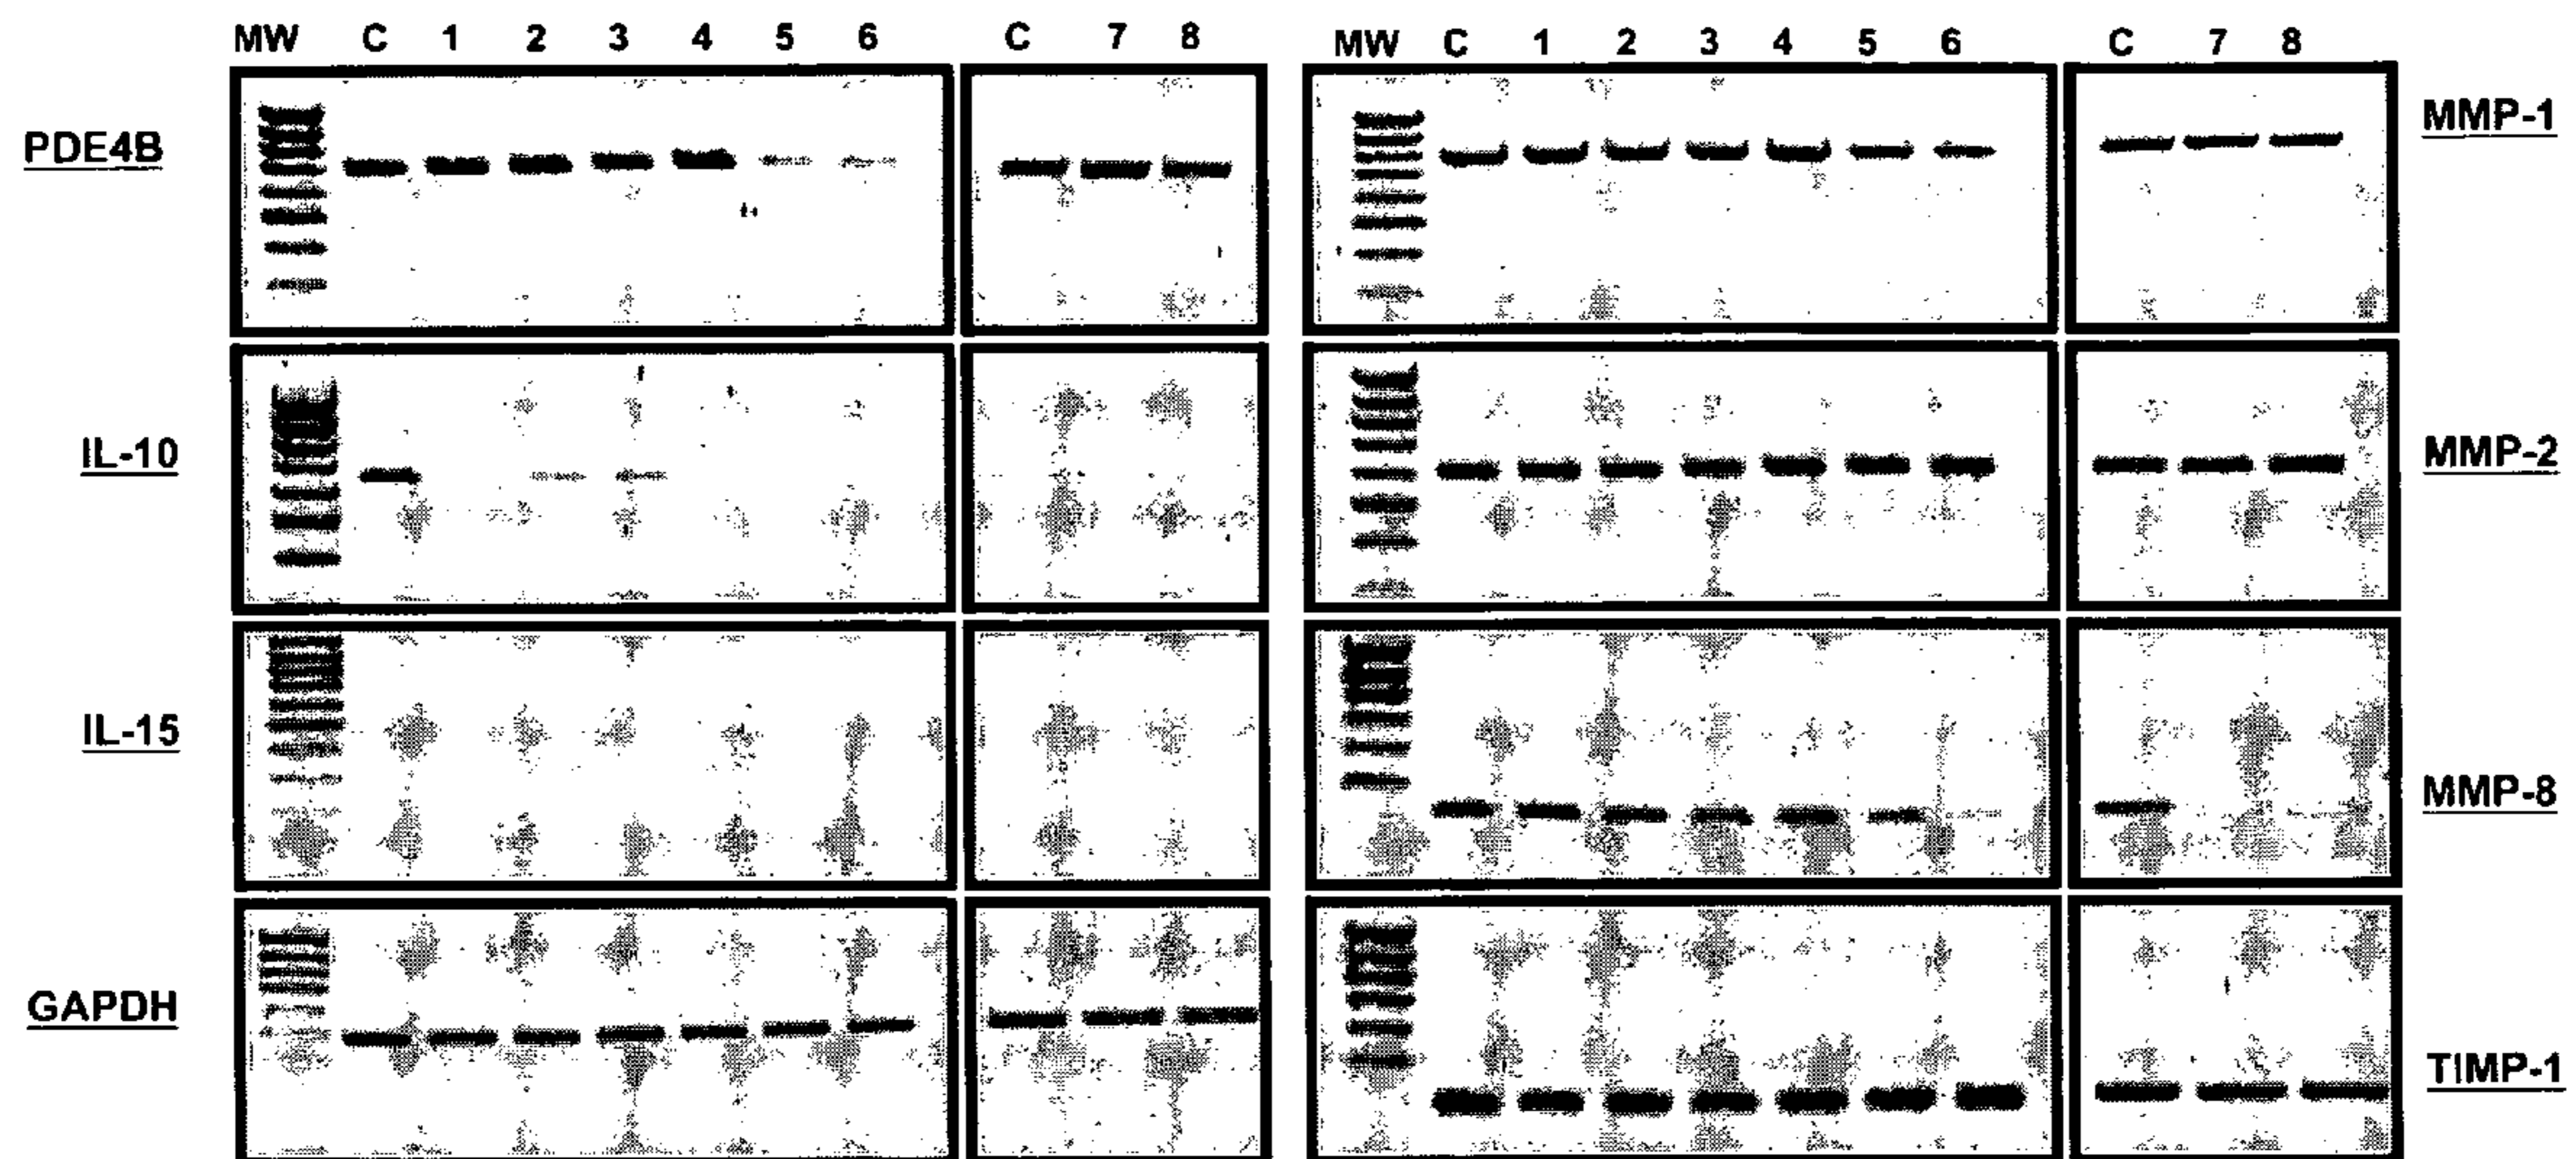 MW C 1 2 3 4 5 6 C 7 8
MW C 1 2 3 4 5 6 C 7 8
PDE4B
MMP-1
IL-10
MMP-2
IL-15
MMP-8
GAPDH
TIMP-1